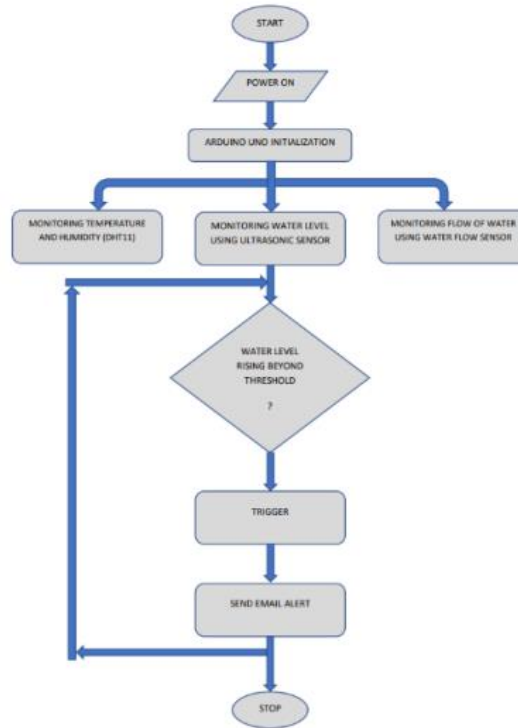 START
POWER ON
ARDUINO UNO INITIALIZATION
MONITORING TEMPERATURE
AND HUMIDITY (DHT11)
MONITORING WATER LEVEL
USING ULTRASONIC SENSOR
MONITORING FLOW OF WATER
USING WATER FLOW SENSOR
WATER LEVEL
RISING BEYOND
THRESHOLD
?
TRIGGER
SEND EMAIL ALERT
STOP